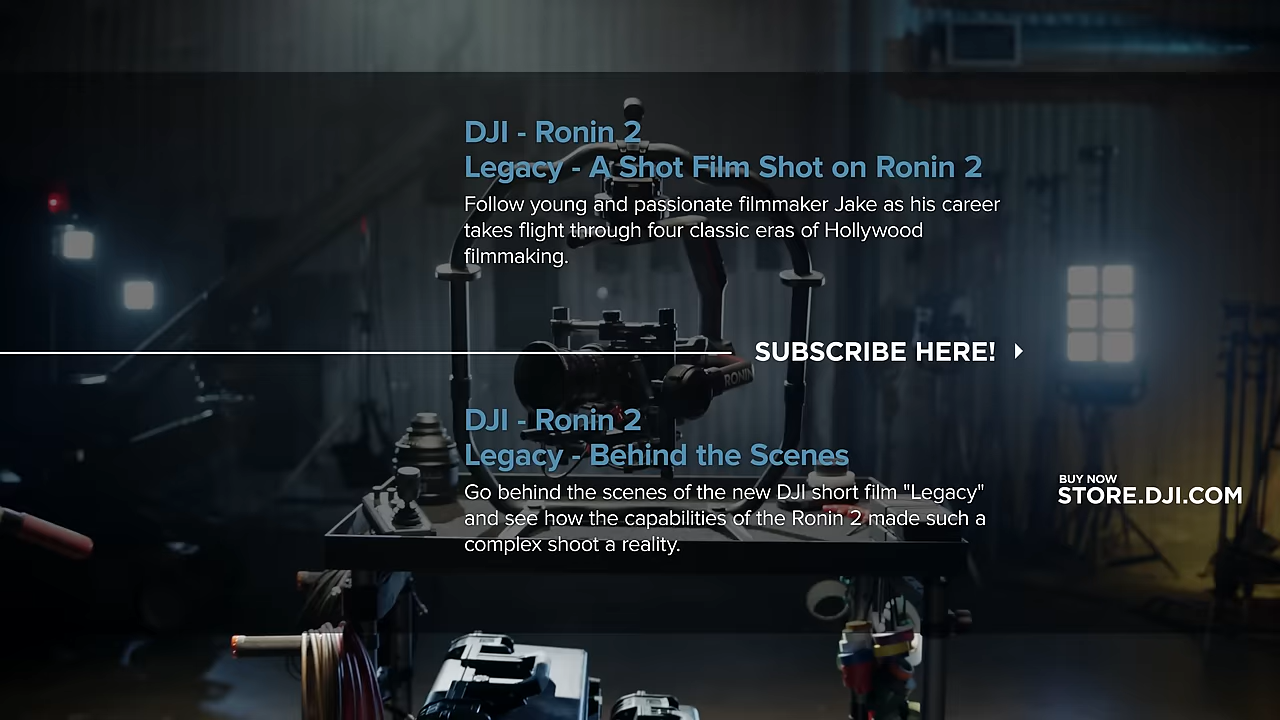 DJI - Ronin 2
Legacy - A Shot Film Shot on Ronin 2
Follow young and passionate filmmaker Jake as his career
takes flight through four classic eras of Hollywood
filmmaking.
SUBSCRIBE HERE!
RONIN
DJI - Ronin 2
Legacy - Behind the Scenes
Go behind the scenes of the new DJI short film "Legacy"
and see how the capabilities of the Ronin 2 made such a
complex shoot a reality.
BUY NOW
STORE.DJI.COM